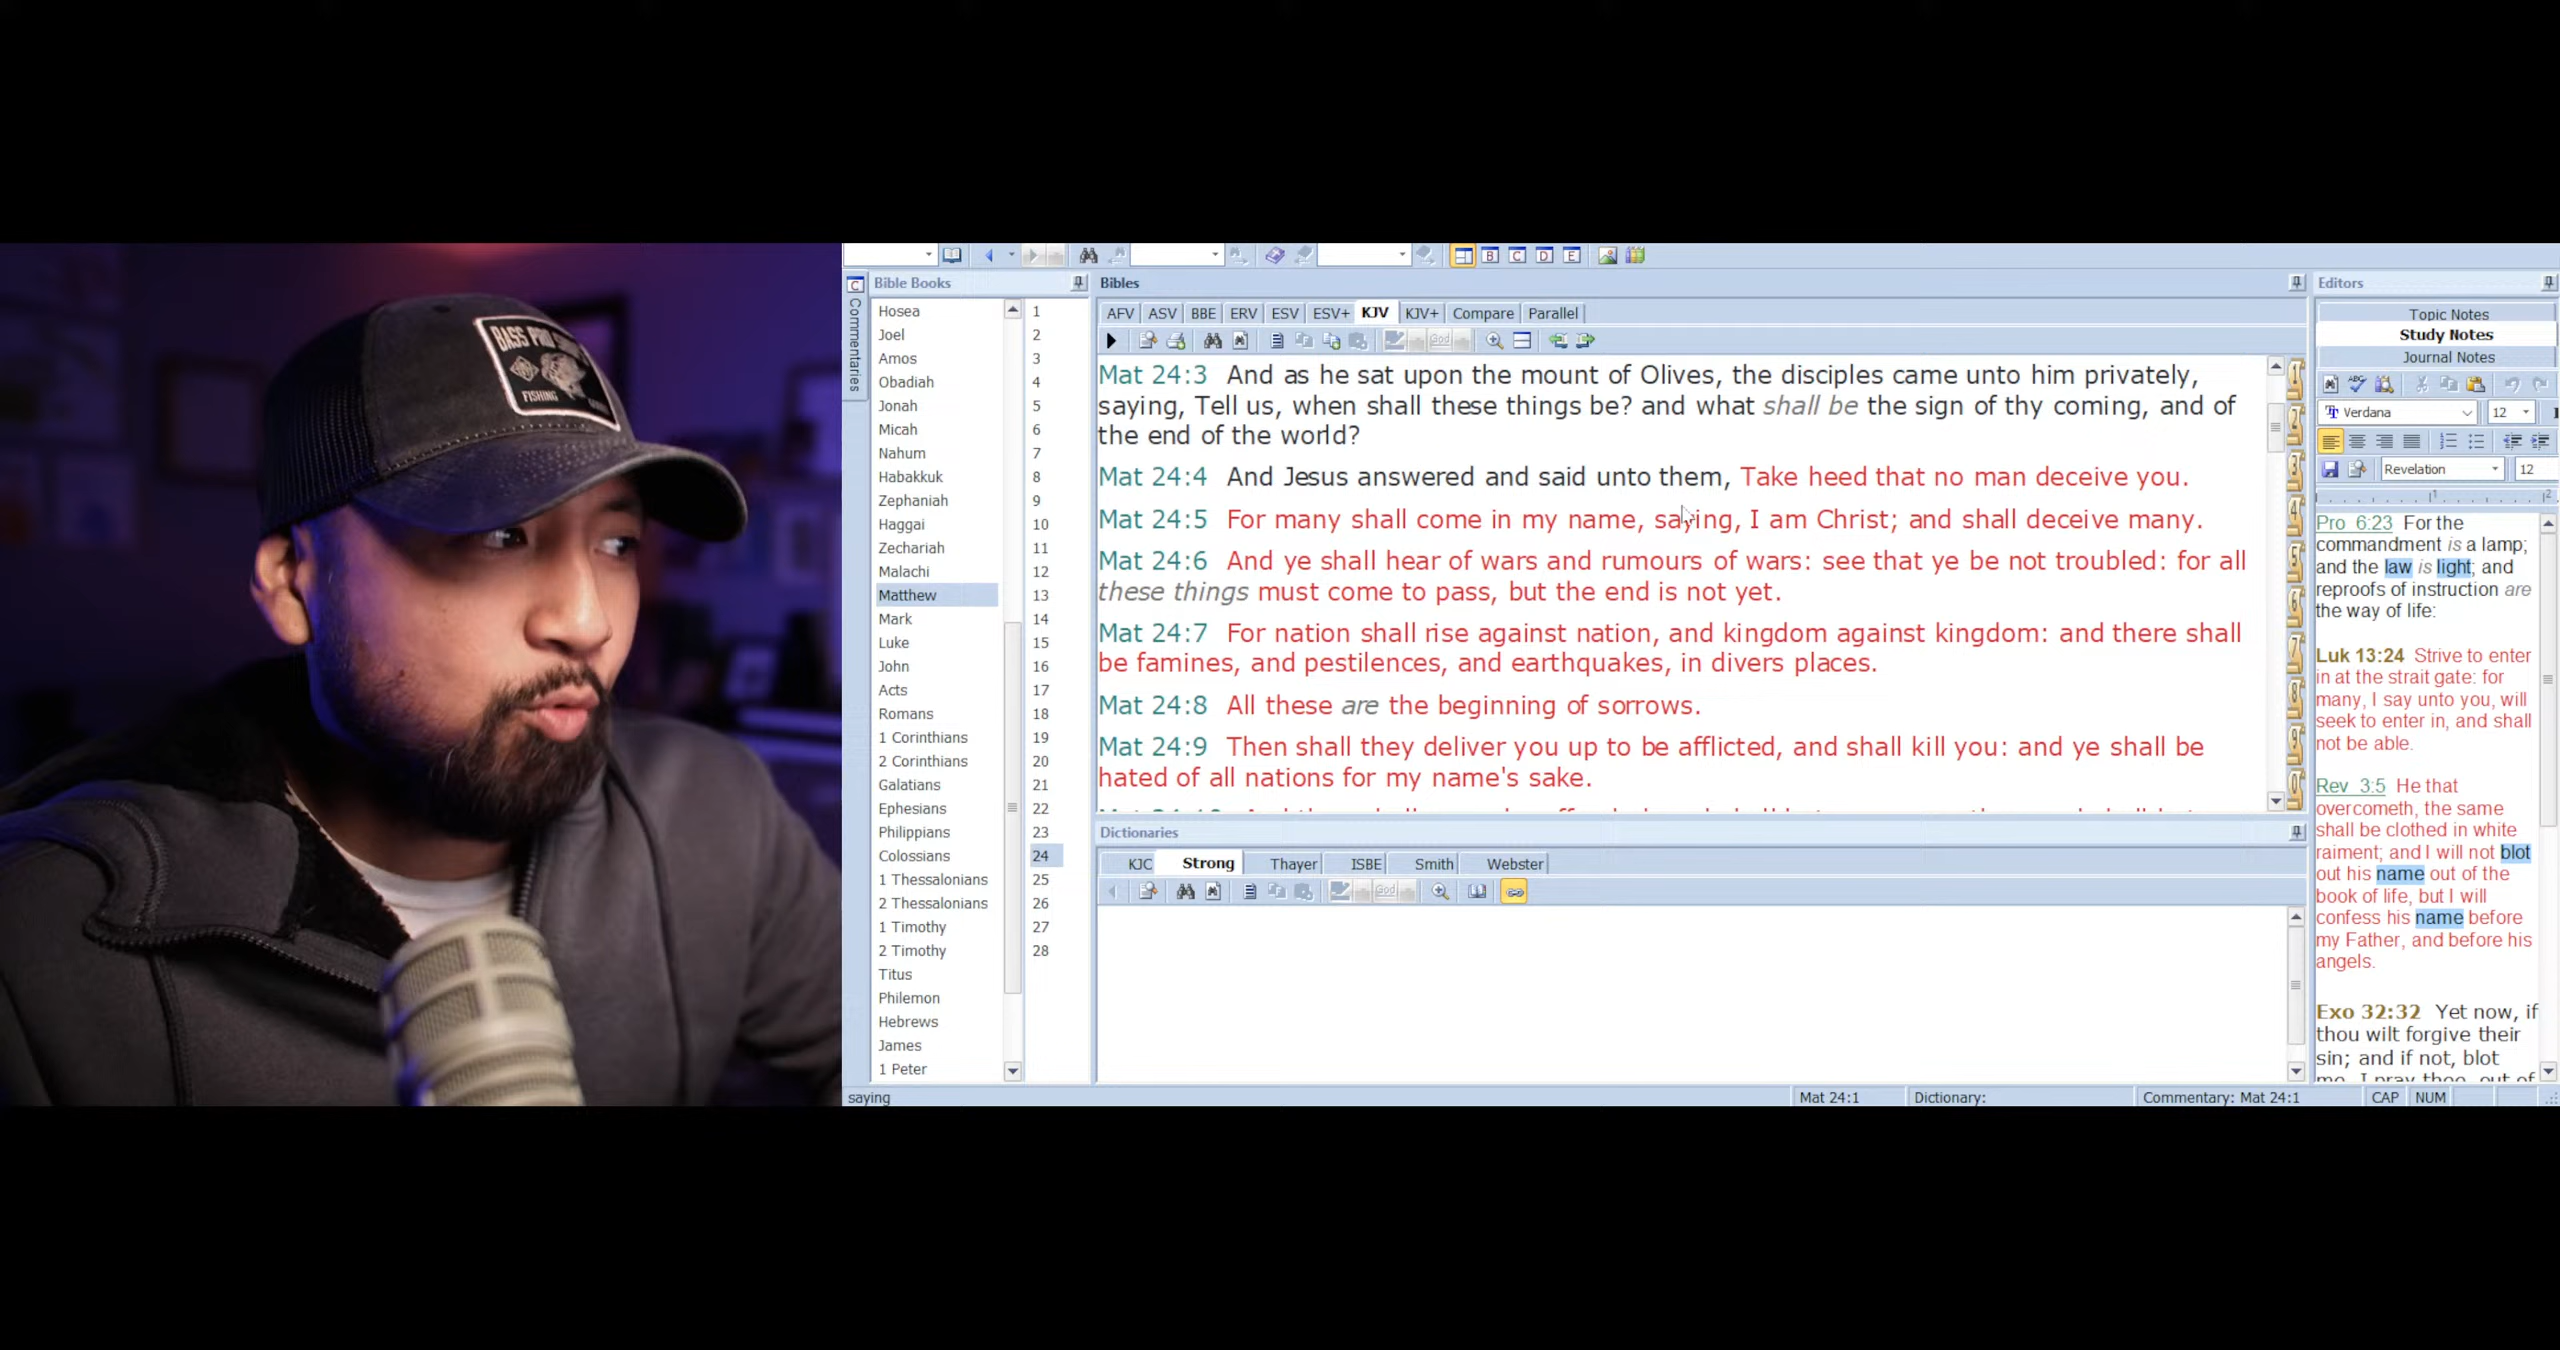 BASS PRO SHOPS
FISHING
Commentaries
Bible Books
Hosea
Joel
Amos
Obadiah
Jonah
Micah
Nahum
Habakkuk
Zephaniah
Haggai
Zechariah
Malachi
Matthew
Mark
Luke
John
Acts
Romans
1 Corinthians
2 Corinthians
Galatians
Ephesians
Philippians
Colossians
1 Thessalonians
2 Thessalonians
1 Timothy
2 Timothy
Titus
Philemon
Hebrews
James
1 Peter
1
2
3
4
5
6
7
8
9
10
11
12
13
14
15
16
17
18
19
20
21
22
23
24
25
26
27
28
B C D E
Bibles
AFV ASV BBE ERV ESV ESV+ KJV KJV+ Compare Parallel
God
Mat 24:3 And as he sat upon the mount of Olives, the disciples came unto him privately,
saying, Tell us, when shall these things be? and what shall be the sign of thy coming, and of
the end of the world?
Mat 24:4 And Jesus answered and said unto them, Take heed that no man deceive you.
Mat 24:5 For many shall come in my name, saying, I am Christ; and shall deceive many.
Mat 24:6 And ye shall hear of wars and rumours of wars: see that ye be not troubled: for all
these things must come to pass, but the end is not yet.
Mat 24:7 For nation shall rise against nation, and kingdom against kingdom: and there shall
be famines, and pestilences, and earthquakes, in divers places.
Mat 24:8 All these are the beginning of sorrows.
Mat 24:9 Then shall they deliver you up to be afflicted, and shall kill you: and ye shall be
hated of all nations for my name's sake.
1
2
3
4
5
6
7
8
9
0
Dictionaries
KJC Strong Thayer ISBE Smith Webster
God
Editors
Topic Notes
Study Notes
Journal Notes
Verdana 12
Revelation 12
1 2
Pro 6:23 For the
commandment is a lamp;
and the law is light; and
reproofs of instruction are
the way of life:
Luk 13:24 Strive to enter
in at the strait gate: for
many, I say unto you, will
seek to enter in, and shall
not be able.
Rev 3:5 He that
overcometh, the same
shall be clothed in white
raiment; and I will not blot
out his name out of the
book of life, but I will
confess his name before
my Father, and before his
angels.
Exo 32:32 Yet now, if
thou wilt forgive their
sin; and if not, blot
me, I pray thee, out of
saying
Mat 24:1
Dictionary:
Commentary: Mat 24:1
CAP NUM